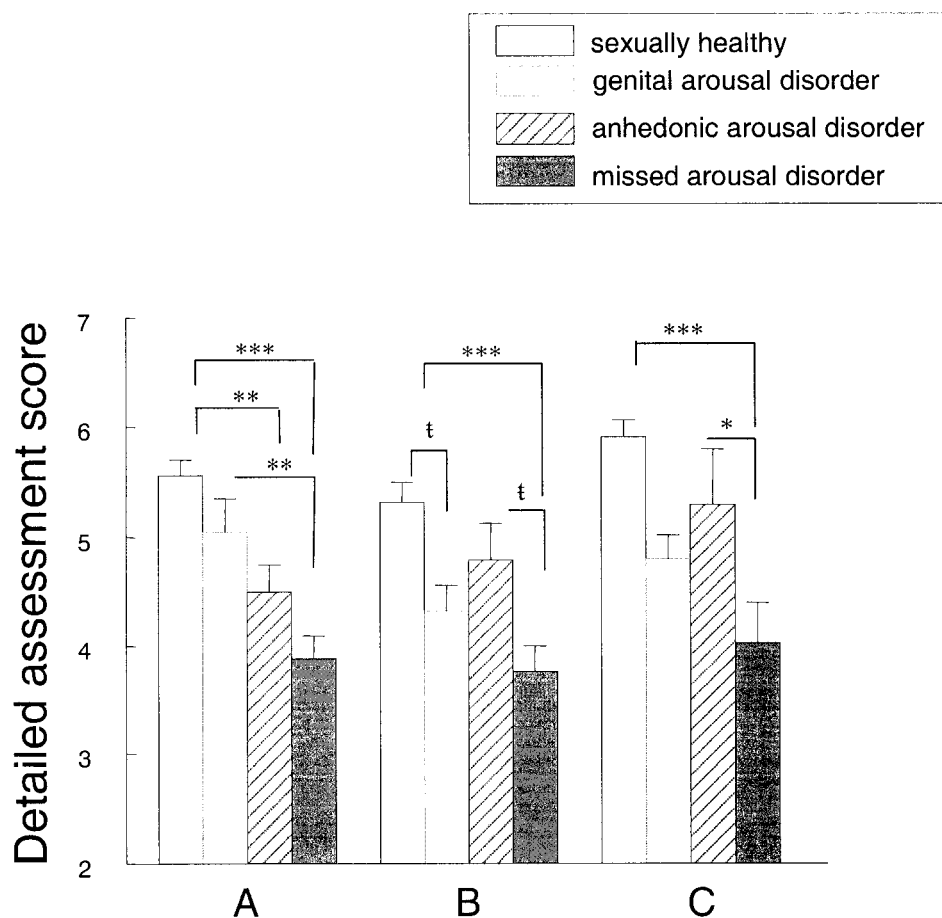 sexually healthy
genital arousal disorder
anhedonic arousal disorder
missed arousal disorder
Detailed assessment score
7
6
5
4
3
2
***
**
**
***
ŧ
ŧ
***
*
A
B
C